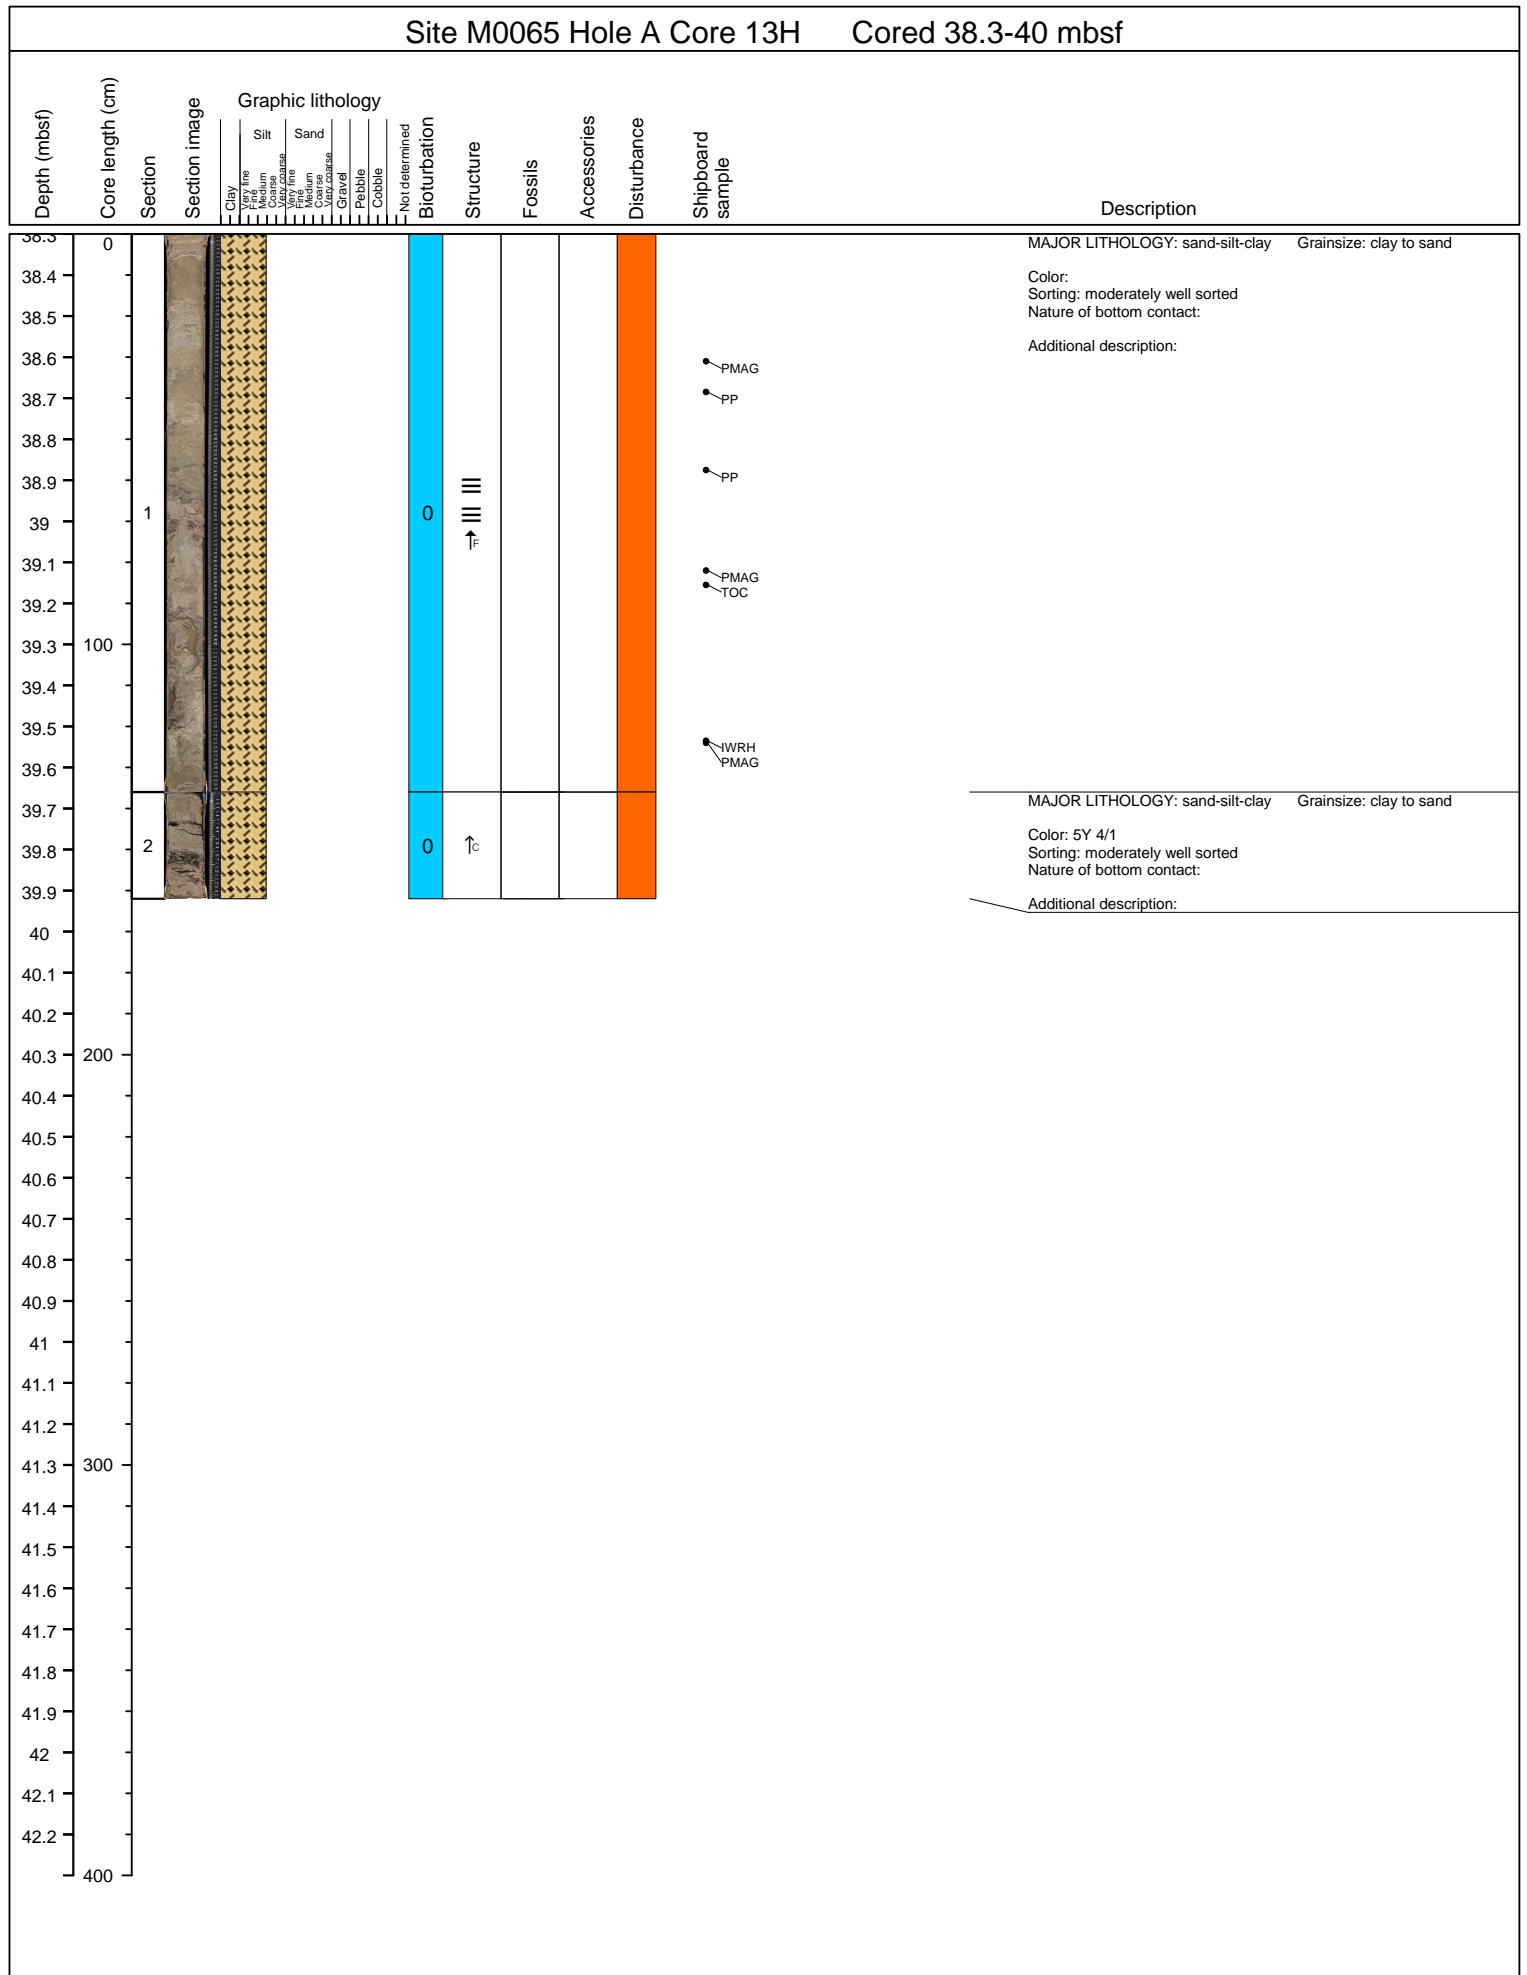 Site M0065 Hole A Core 13H Cored 38.3-40 mbsf
Depth (mbsf)
Core length (cm)
Section
Section image
Graphic lithology
Clay
Silt
Very fine
Fine
Medium
Coarse
Very coarse
Sand
Very fine
Fine
Medium
Coarse
Very coarse
Gravel
Pebble
Cobble
Not determined
Bioturbation
Structure
Fossils
Accessories
Disturbance
Shipboard
sample
Description
38.3 0
MAJOR LITHOLOGY: sand-silt-clay Grainsize: clay to sand
38.4
Color:
Sorting: moderately well sorted
38.5
Nature of bottom contact:
Additional description:
38.6
PMAG
38.7
PP
38.8
38.9
PP
39
1
0
F
39.1
PMAG
39.2
TOC
39.3 100
39.4
39.5
IWRH
39.6
PMAG
39.7
MAJOR LITHOLOGY: sand-silt-clay Grainsize: clay to sand
Color: 5Y 4/1
39.8
2
0
C
Sorting: moderately well sorted
Nature of bottom contact:
39.9
Additional description:
40
40.1
40.2
40.3 200
40.4
40.5
40.6
40.7
40.8
40.9
41
41.1
41.2
41.3 300
41.4
41.5
41.6
41.7
41.8
41.9
42
42.1
42.2
400